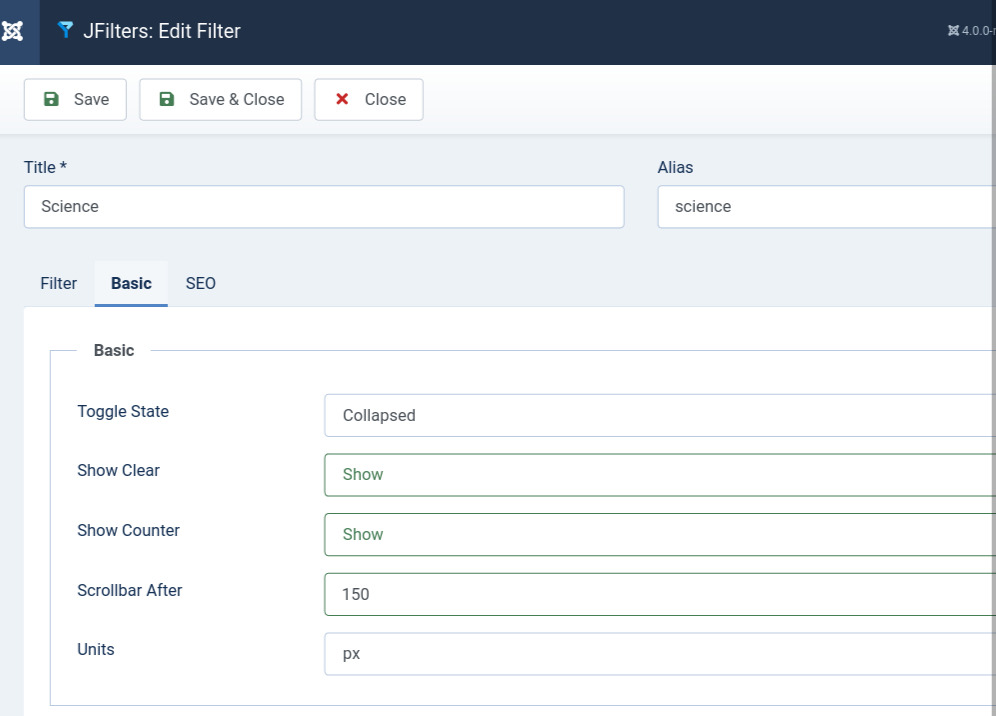 JFilters: Edit Filter
4.0.0-
Save Save & Close Close
Title * Alias
Science science
Filter Basic SEO
Basic
Toggle State Collapsed
Show Clear Show
Show Counter Show
Scrollbar After 150
Units px